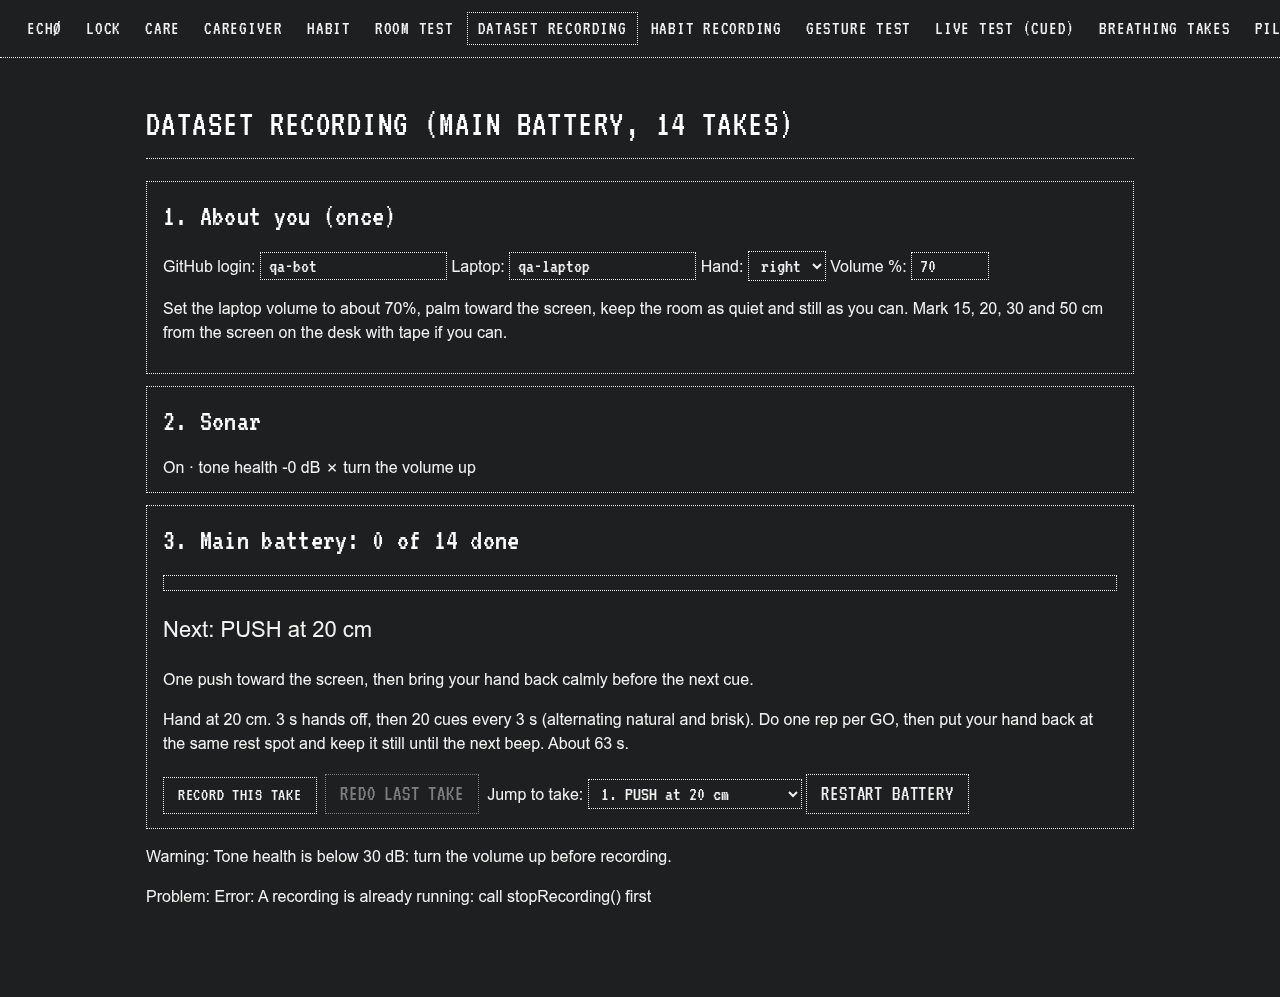 ECHØ LOCK CARE CAREGIVER HABIT ROOM TEST DATASET RECORDING HABIT RECORDING GESTURE TEST LIVE TEST (CUED) BREATHING TAKES PIL
DATASET RECORDING (MAIN BATTERY, 14 TAKES)
1. About you (once)
GitHub login: qa-bot Laptop: qa-laptop Hand: right Volume %: 70
Set the laptop volume to about 70%, palm toward the screen, keep the room as quiet and still as you can. Mark 15, 20, 30 and 50 cm
from the screen on the desk with tape if you can.
2. Sonar
On · tone health -0 dB × turn the volume up
3. Main battery: 0 of 14 done
Next: PUSH at 20 cm
One push toward the screen, then bring your hand back calmly before the next cue.
Hand at 20 cm. 3 s hands off, then 20 cues every 3 s (alternating natural and brisk). Do one rep per GO, then put your hand back at
the same rest spot and keep it still until the next beep. About 63 s.
RECORD THIS TAKE REDO LAST TAKE Jump to take: 1. PUSH at 20 cm RESTART BATTERY
Warning: Tone health is below 30 dB: turn the volume up before recording.
Problem: Error: A recording is already running: call stopRecording() first